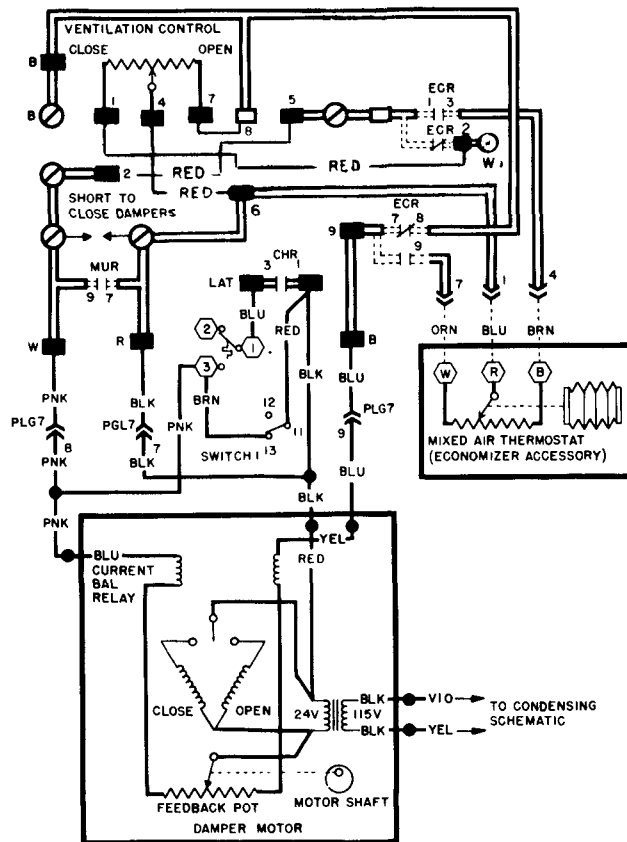 VENTILATION CONTROL
CLOSE OPEN
B
B
1 4 7 8 5
ECR
1 3
ECR
2
W
RED
2 RED
RED
6
SHORT TO
CLOSE DAMPERS
ECR
9 7 8
9
MUR
9 7
CHR
LAT 3 1
7 1 4
BLU RED
ORN BLU BRN
2
1
3
W R B
W R
B
BRN
BLK
BLU
PNK BLK PNK
12
11
13
SWITCH 1
PLG7 PGL7 PLG7
8 7 9
PNK BLK
BLU
MIXED AIR THERMOSTAT
(ECONOMIZER ACCESSORY)
PNK
BLK
YEL
BLU RED
CURRENT
BAL
RELAY
CLOSE OPEN
24V 115V
BLK VIO
BLK YEL
TO CONDENSING
SCHEMATIC
FEEDBACK POT MOTOR SHAFT
DAMPER MOTOR